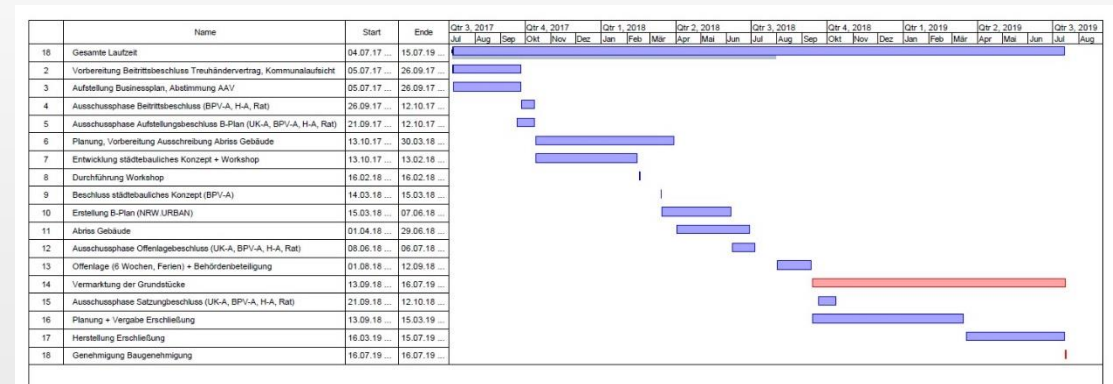 Name Start Ende Qtr 3, 2017 Qtr 4, 2017 Qtr 1, 2018 Qtr 2, 2018 Qtr 3, 2018 Qtr 4, 2018 Qtr 1, 2019 Qtr 2, 2019 Qtr 3, 2019
Jul Aug Sep Okt Nov Dez Jan Feb Mär Apr Mai Jun Jul Aug Sep Okt Nov Dez Jan Feb Mär Apr Mai Jun Jul Aug
16 Gesamte Laufzeit 04.07.17 ... 15.07.19 ...
2 Vorbereitung Beitrittsbeschluss Treuhändervertrag, Kommunalaufsicht 05.07.17 ... 26.09.17 ...
3 Aufstellung Businessplan, Abstimmung AAV 05.07.17 ... 26.09.17 ...
4 Ausschussphase Beitrittsbeschluss (BPV-A, H-A, Rat) 26.09.17 ... 12.10.17 ...
5 Ausschussphase Aufstellungsbeschluss B-Plan (UK-A, BPV-A, H-A, Rat) 21.09.17 ... 12.10.17 ...
6 Planung, Vorbereitung Ausschreibung Abriss Gebäude 13.10.17 ... 30.03.18 ...
7 Entwicklung städtebauliches Konzept + Workshop 13.10.17 ... 13.02.18 ...
8 Durchführung Workshop 16.02.18 ... 16.02.18 ...
9 Beschluss städtebauliches Konzept (BPV-A) 14.03.18 ... 15.03.18 ...
10 Erstellung B-Plan (NRW.URBAN) 15.03.18 ... 07.06.18 ...
11 Abriss Gebäude 01.04.18 ... 29.06.18 ...
12 Ausschussphase Offenlagebeschluss (UK-A, BPV-A, H-A, Rat) 08.06.18 ... 06.07.18 ...
13 Offenlage (6 Wochen, Ferien) + Behördenbeteiligung 01.08.18 ... 12.09.18 ...
14 Vermarktung der Grundstücke 13.09.18 ... 16.07.19 ...
15 Ausschussphase Satzungbeschluss (UK-A, BPV-A, H-A, Rat) 21.09.18 ... 12.10.18 ...
16 Planung + Vergabe Erschließung 13.09.18 ... 15.03.19 ...
17 Herstellung Erschließung 16.03.19 ... 15.07.19 ...
18 Genehmigung Baugenehmigung 16.07.19 ... 16.07.19 ...